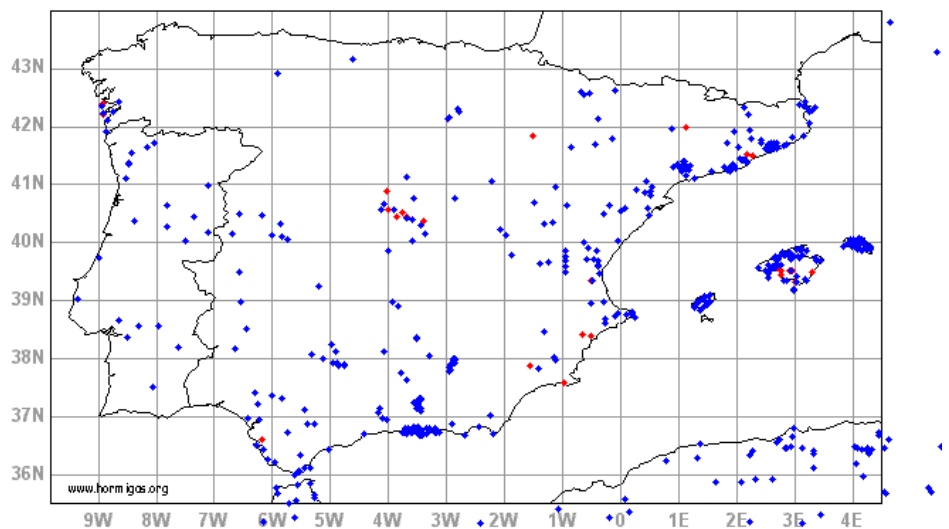 43N
42N
41N
40N
39N
38N
37N
36N
www.hormigas.org
9W 8W 7W 6W 5W 4W 3W 2W 1W 0 1E 2E 3E 4E